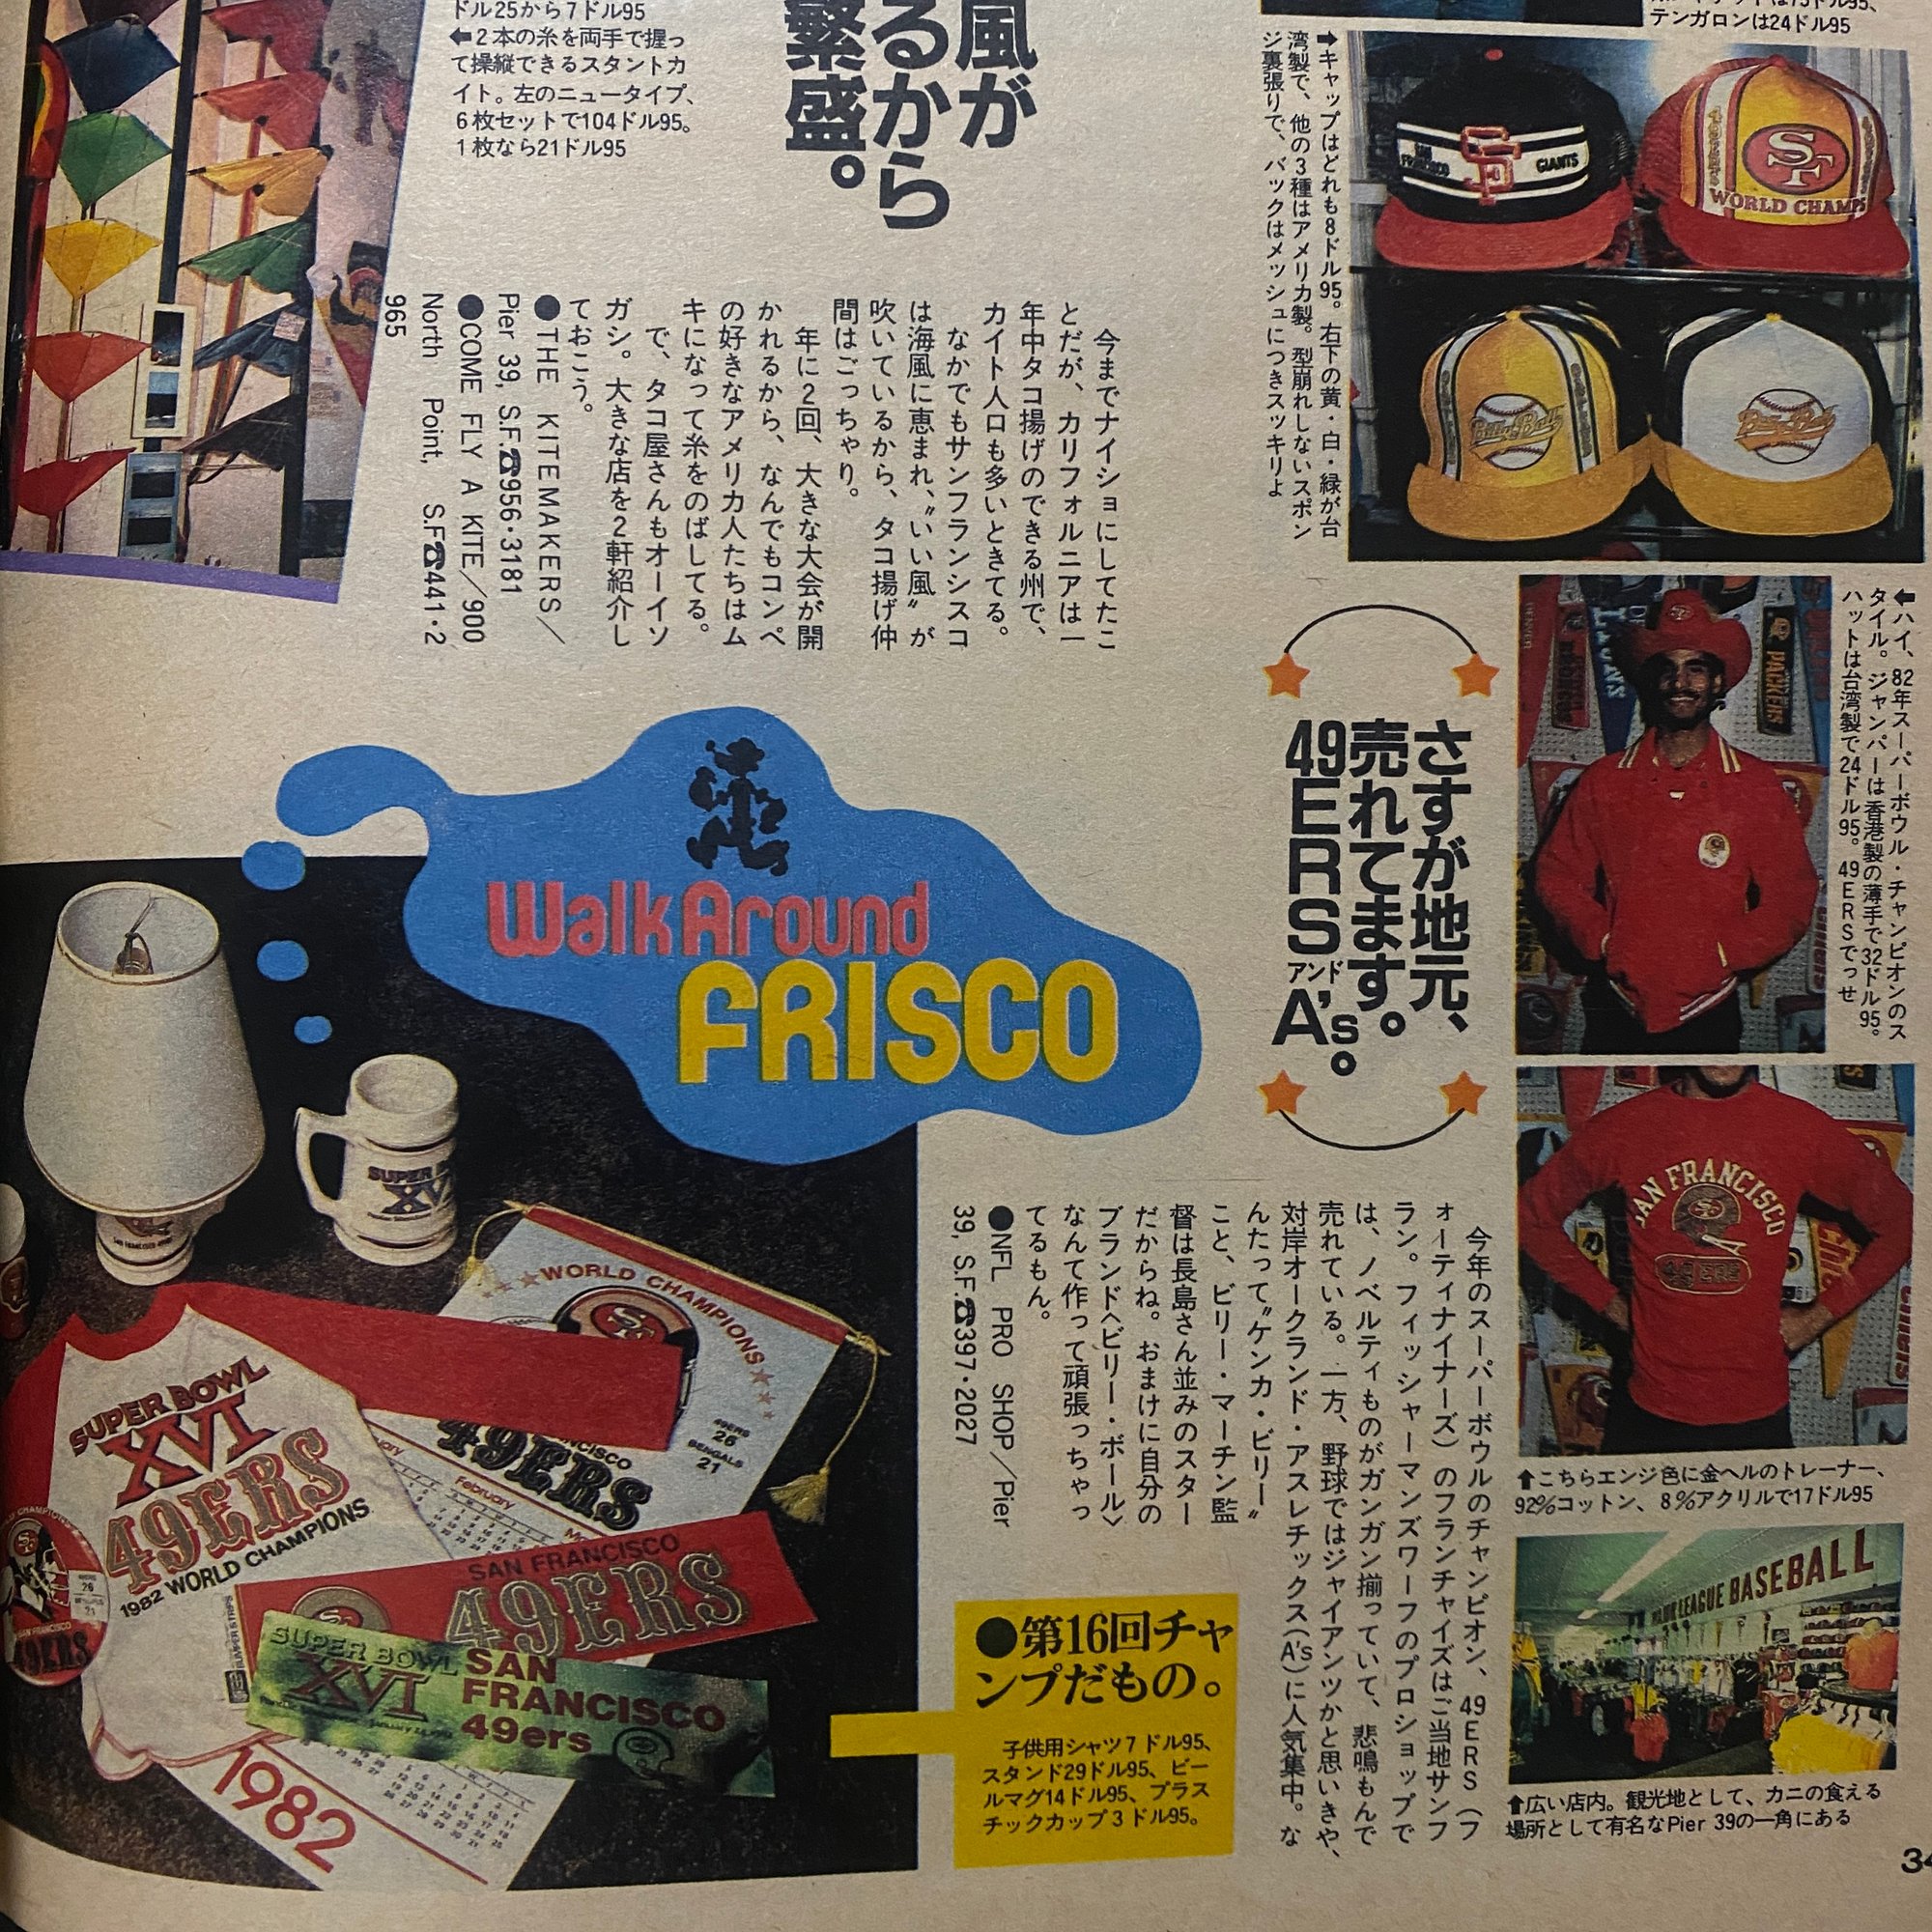 ドル25から7ドル95
←2本の糸を両手で握っ
て操縦できるスタントカ
イト。左のニュータイプ、
6枚セットで104ドル95。
1枚なら21ドル95
風が
るから
繁盛。
テンガロンは24ドル95
➡キャップはどれも8ドル95。右下の黄・白・緑が台
湾製で、他の3種はアメリカ製。型崩れしないスポン
ジ裏張りで、バックはメッシュにつきスッキリよ
SAN FRANCISCO
SF
GIANTS
49ERS
SF
WORLD CHAMPS
Billy Ball
Billy Ball
今までナイショにしてたこ
とだが、カリフォルニアは一
年中タコ揚げのできる州で、
カイト人口も多いときてる。
なかでもサンフランシスコ
は海風に恵まれ、〝いい風〟が
吹いているから、タコ揚げ仲
間はごっちゃり。
年に2回、大きな大会が開
かれるから、なんでもコンペ
の好きなアメリカ人たちはム
キになって糸をのばしてる。
で、タコ屋さんもオーイソ
ガシ。大きな店を2軒紹介し
ておこう。
●THE KITEMAKERS/
Pier 39, S.F.☎956・3181
●COME FLY A KITE/900
North Point, S.F☎441・2
965
←ハイ、82年スーパーボウル・チャンピオンのス
タイル。ジャンパーは香港製の薄手で32ドル95。
ハットは台湾製で24ドル95。49ERSでっせ
LIONS
PACKERS
DENVER
さすが地元、
売れてます。
49ERS
アンド
A's。
Walk Around
FRISCO
SAN FRANCISCO
49ERS
⬆こちらエンジ色に金ヘルのトレーナー、
92%コットン、8%アクリルで17ドル95
今年のスーパーボウルのチャンピオン、49ERS(フ
ォーティナイナーズ)のフランチャイズはご当地サンフ
ラン。フィッシャーマンズワーフのプロショップで
は、ノベルティものがガンガン揃っていて、悲鳴もんで
売れている。一方、野球ではジャイアンツかと思いきや、
対岸オークランド・アスレチックス(A's)に人気集中。な
んたって〝ケンカ・ビリー〟
こと、ビリー・マーチン監
督は長島さん並みのスター
だからね。おまけに自分の
ブランド〈ビリー・ボール〉
なんて作って頑張っちゃっ
てるもん。
●NFL PRO SHOP/Pier
39, S.F.☎397・2027
MAJOR LEAGUE BASEBALL
⬆広い店内。観光地として、カニの食える
場所として有名なPier 39の一角にある
SUPER BOWL
XVI
WORLD CHAMPIONS
SF
49ERS
26
BENGALS
21
49ERS
February
SUPER BOWL
XVI
49ERS
1982 WORLD CHAMPIONS
SAN FRANCISCO
49ERS
SAN FRANCISCO
49ERS
SUPER BOWL
XVI
SAN
FRANCISCO
49ers
1982
●第16回チャ
ンプだもの。
子供用シャツ7ドル95、
スタンド29ドル95、ビー
ルマグ14ドル95、プラス
チックカップ3ドル95。